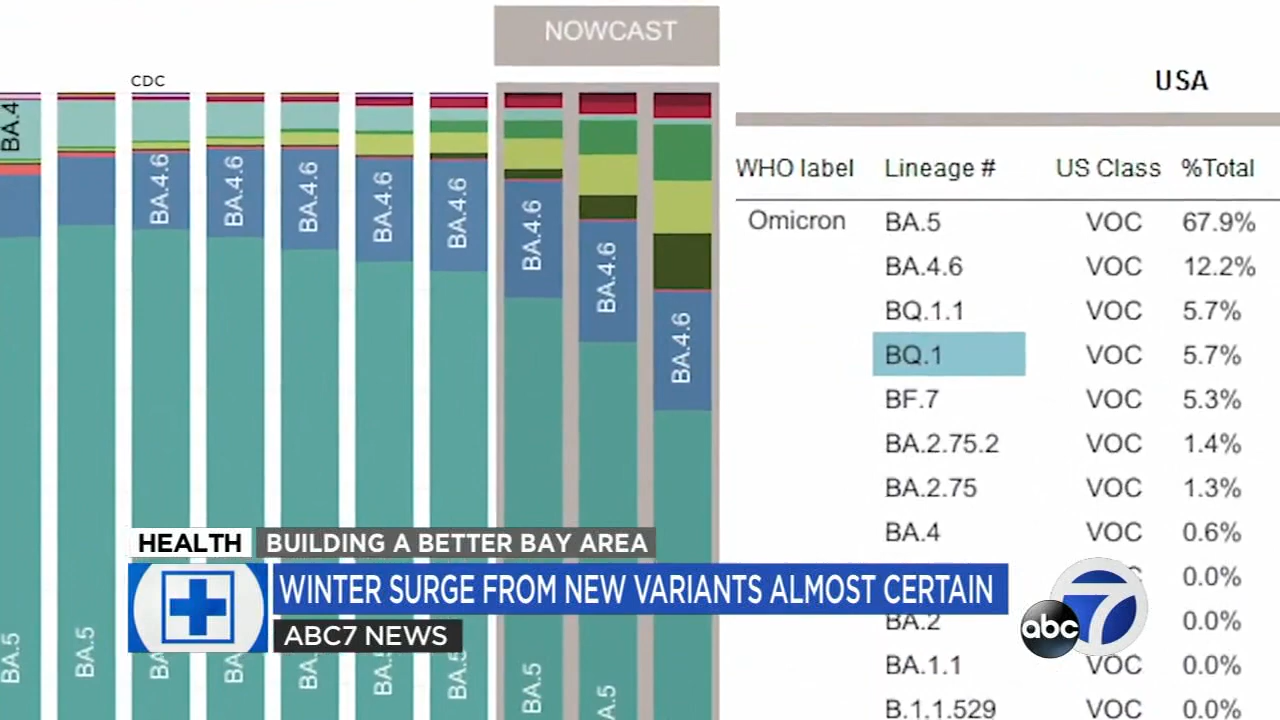 NOWCAST
CDC
USA
WHO label Lineage # US Class %Total
Omicron BA.5 VOC 67.9%
BA.4.6 VOC 12.2%
BQ.1.1 VOC 5.7%
BQ.1 VOC 5.7%
BF.7 VOC 5.3%
BA.2.75.2 VOC 1.4%
BA.2.75 VOC 1.3%
BA.4 VOC 0.6%
0.0%
BA.2 0.0%
BA.1.1 VOC 0.0%
B.1.1.529 VOC 0.0%
BA.4
BA.4.6
BA.4.6
BA.4.6
BA.4.6
BA.4.6
BA.4.6
BA.4.6
BA.4.6
BA.5
BA.5
BA.5
HEALTH BUILDING A BETTER BAY AREA
WINTER SURGE FROM NEW VARIANTS ALMOST CERTAIN
ABC7 NEWS
abc 7